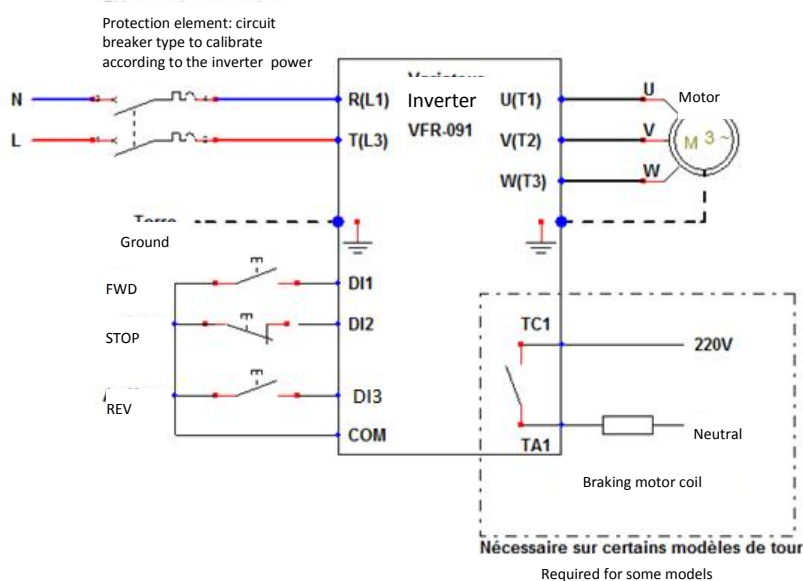 Protection element: circuit
breaker type to calibrate
according to the inverter power
N
L
R(L1)
T(L3)
Inverter
VFR-091
U(T1)
V(T2)
W(T3)
U
V
W
Motor
M 3 ~
Ground
FWD
STOP
REV
DI1
DI2
DI3
COM
TC1
TA1
220V
Neutral
Braking motor coil
Nécessaire sur certains modèles de tour
Required for some models